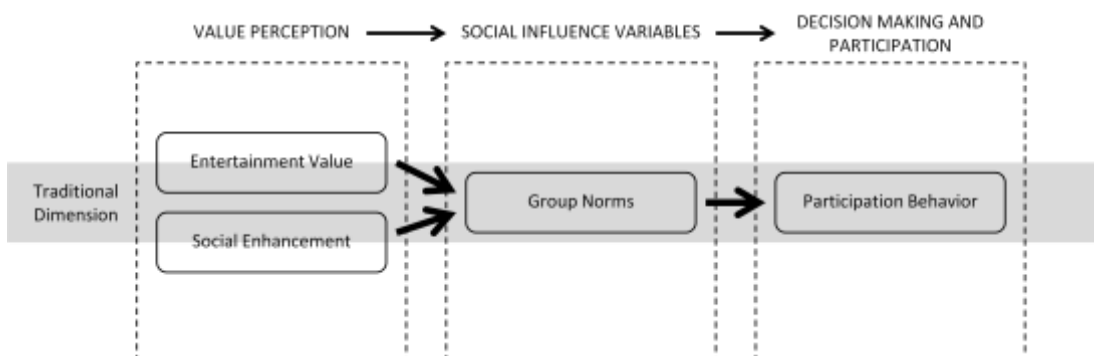 VALUE PERCEPTION
SOCIAL INFLUENCE VARIABLES
DECISION MAKING AND
PARTICIPATION
Traditional
Dimension
Entertainment Value
Social Enhancement
Group Norms
Participation Behavior